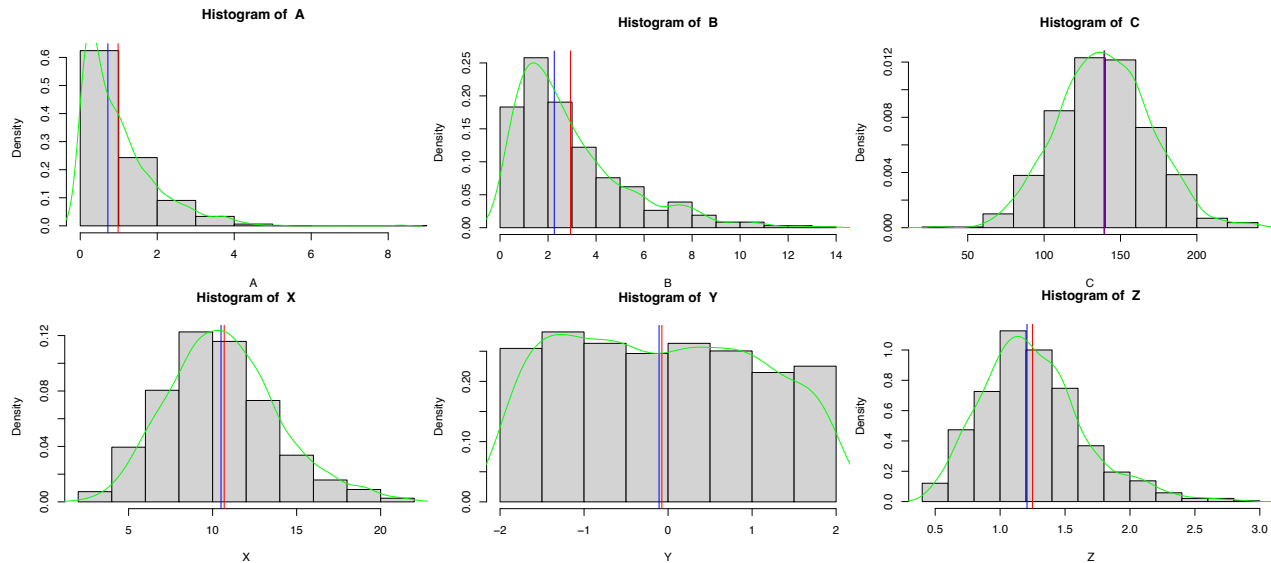 Histogram of A
Density
0.0 0.1 0.2 0.3 0.4 0.5 0.6
0 2 4 6 8
A
Histogram of B
Density
0.00 0.05 0.10 0.15 0.20 0.25
0 2 4 6 8 10 12 14
B
Histogram of C
Density
0.000 0.004 0.008 0.012
50 100 150 200
C
Histogram of X
Density
0.00 0.04 0.08 0.12
5 10 15 20
X
Histogram of Y
Density
0.00 0.10 0.20
-2 -1 0 1 2
Y
Histogram of Z
Density
0.0 0.2 0.4 0.6 0.8 1.0
0.5 1.0 1.5 2.0 2.5 3.0
Z